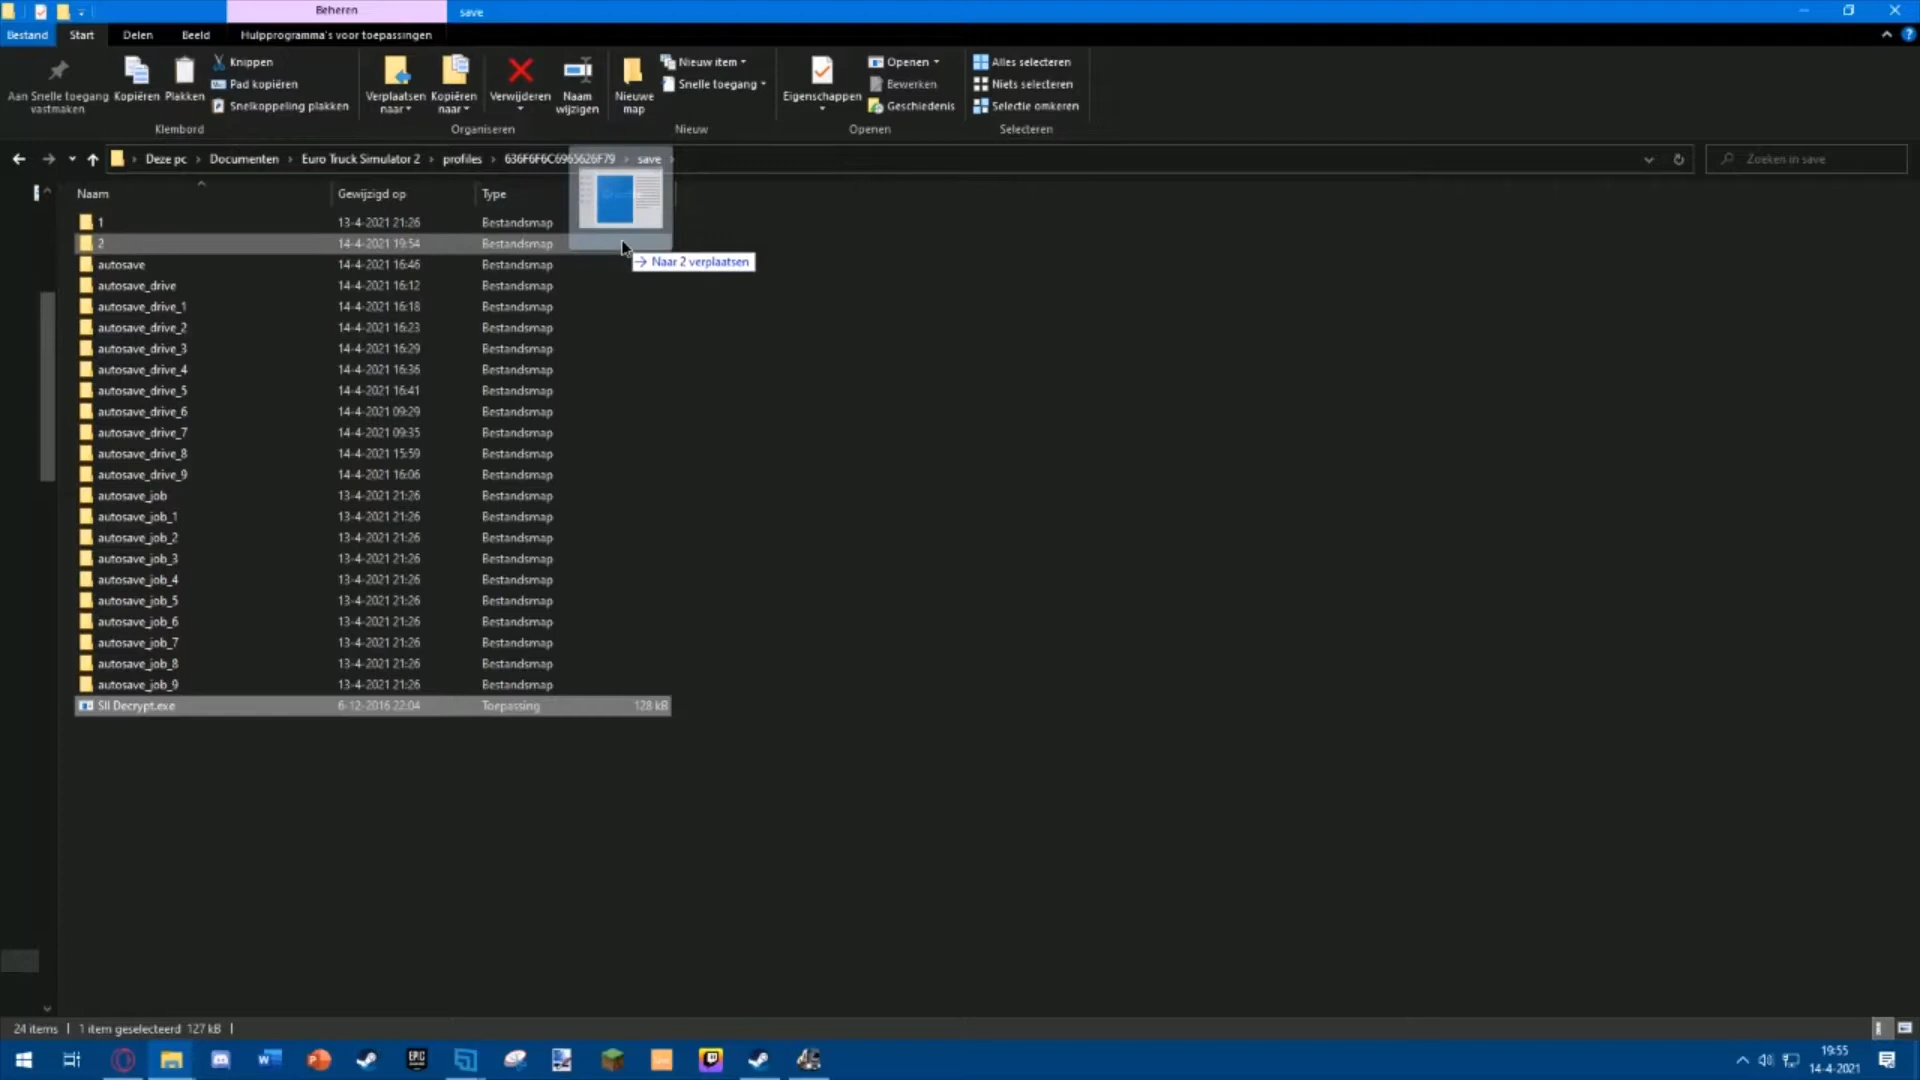 Beheren
save
Bestand Start Delen Beeld Hulpprogramma's voor toepassingen
Aan Snelle toegang vastmaken
Kopiëren
Plakken
Knippen
Pad kopiëren
Snelkoppeling plakken
Klembord
Verplaatsen naar
Kopiëren naar
Verwijderen
Naam wijzigen
Organiseren
Nieuwe map
Nieuw item
Snelle toegang
Nieuw
Eigenschappen
Openen
Bewerken
Geschiedenis
Openen
Alles selecteren
Niets selecteren
Selectie omkeren
Selecteren
Deze pc › Documenten › Euro Truck Simulator 2 › profiles › 636F6F6C6965626F79 › save ›
Zoeken in save
Naam Gewijzigd op Type
1 13-4-2021 21:26 Bestandsmap
2 14-4-2021 19:54 Bestandsmap
Naar 2 verplaatsen
autosave 14-4-2021 16:46 Bestandsmap
autosave_drive 14-4-2021 16:12 Bestandsmap
autosave_drive_1 14-4-2021 16:18 Bestandsmap
autosave_drive_2 14-4-2021 16:23 Bestandsmap
autosave_drive_3 14-4-2021 16:29 Bestandsmap
autosave_drive_4 14-4-2021 16:36 Bestandsmap
autosave_drive_5 14-4-2021 16:41 Bestandsmap
autosave_drive_6 14-4-2021 09:29 Bestandsmap
autosave_drive_7 14-4-2021 09:35 Bestandsmap
autosave_drive_8 14-4-2021 15:59 Bestandsmap
autosave_drive_9 14-4-2021 16:06 Bestandsmap
autosave_job 13-4-2021 21:26 Bestandsmap
autosave_job_1 13-4-2021 21:26 Bestandsmap
autosave_job_2 13-4-2021 21:26 Bestandsmap
autosave_job_3 13-4-2021 21:26 Bestandsmap
autosave_job_4 13-4-2021 21:26 Bestandsmap
autosave_job_5 13-4-2021 21:26 Bestandsmap
autosave_job_6 13-4-2021 21:26 Bestandsmap
autosave_job_7 13-4-2021 21:26 Bestandsmap
autosave_job_8 13-4-2021 21:26 Bestandsmap
autosave_job_9 13-4-2021 21:26 Bestandsmap
SII Decrypt.exe 6-12-2016 22:04 Toepassing 128 kB
24 items | 1 item geselecteerd 127 kB |
EPIC
19:55
14-4-2021